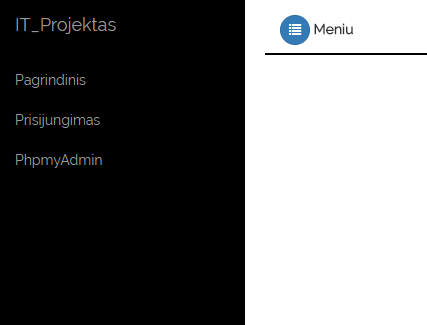 IT_Projektas
Pagrindinis
Prisijungimas
PhpmyAdmin
Meniu